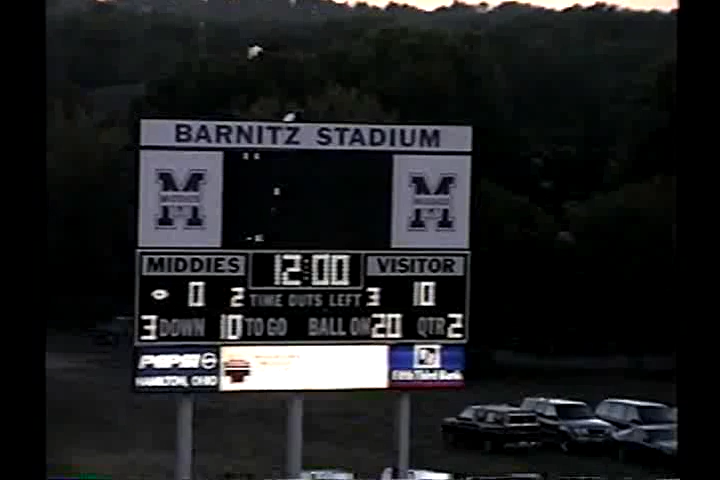 BARNITZ STADIUM
M M
MIDDIES 12:00 VISITOR
0 2 TIME OUTS LEFT 3 10
3 DOWN 10 TO GO BALL ON 20 QTR 2
PEPSI
HAMILTON, OHIO
Fifth Third Bank